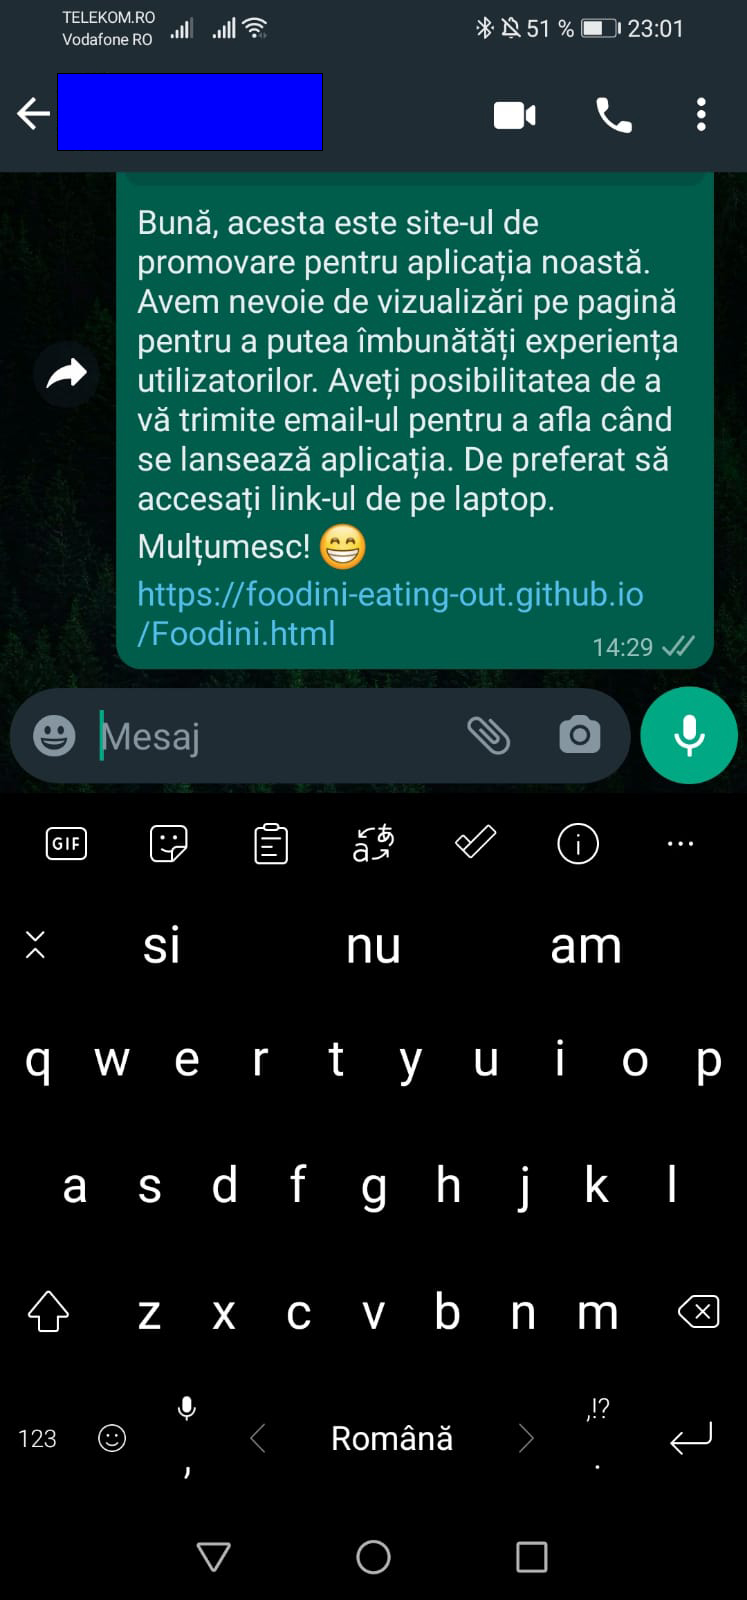 TELEKOM.RO
Vodafone RO
51 %
23:01
Bună, acesta este site-ul de
promovare pentru aplicația noastă.
Avem nevoie de vizualizări pe pagină
pentru a putea îmbunătăți experiența
utilizatorilor. Aveți posibilitatea de a
vă trimite email-ul pentru a afla când
se lansează aplicația. De preferat să
accesați link-ul de pe laptop.
Mulțumesc! 😁
https://foodini-eating-out.github.io
/Foodini.html
14:29
Mesaj
GIF
aあ
si nu am
q w e r t y u i o p
a s d f g h j k l
z x c v b n m
,!?
123 , Română .